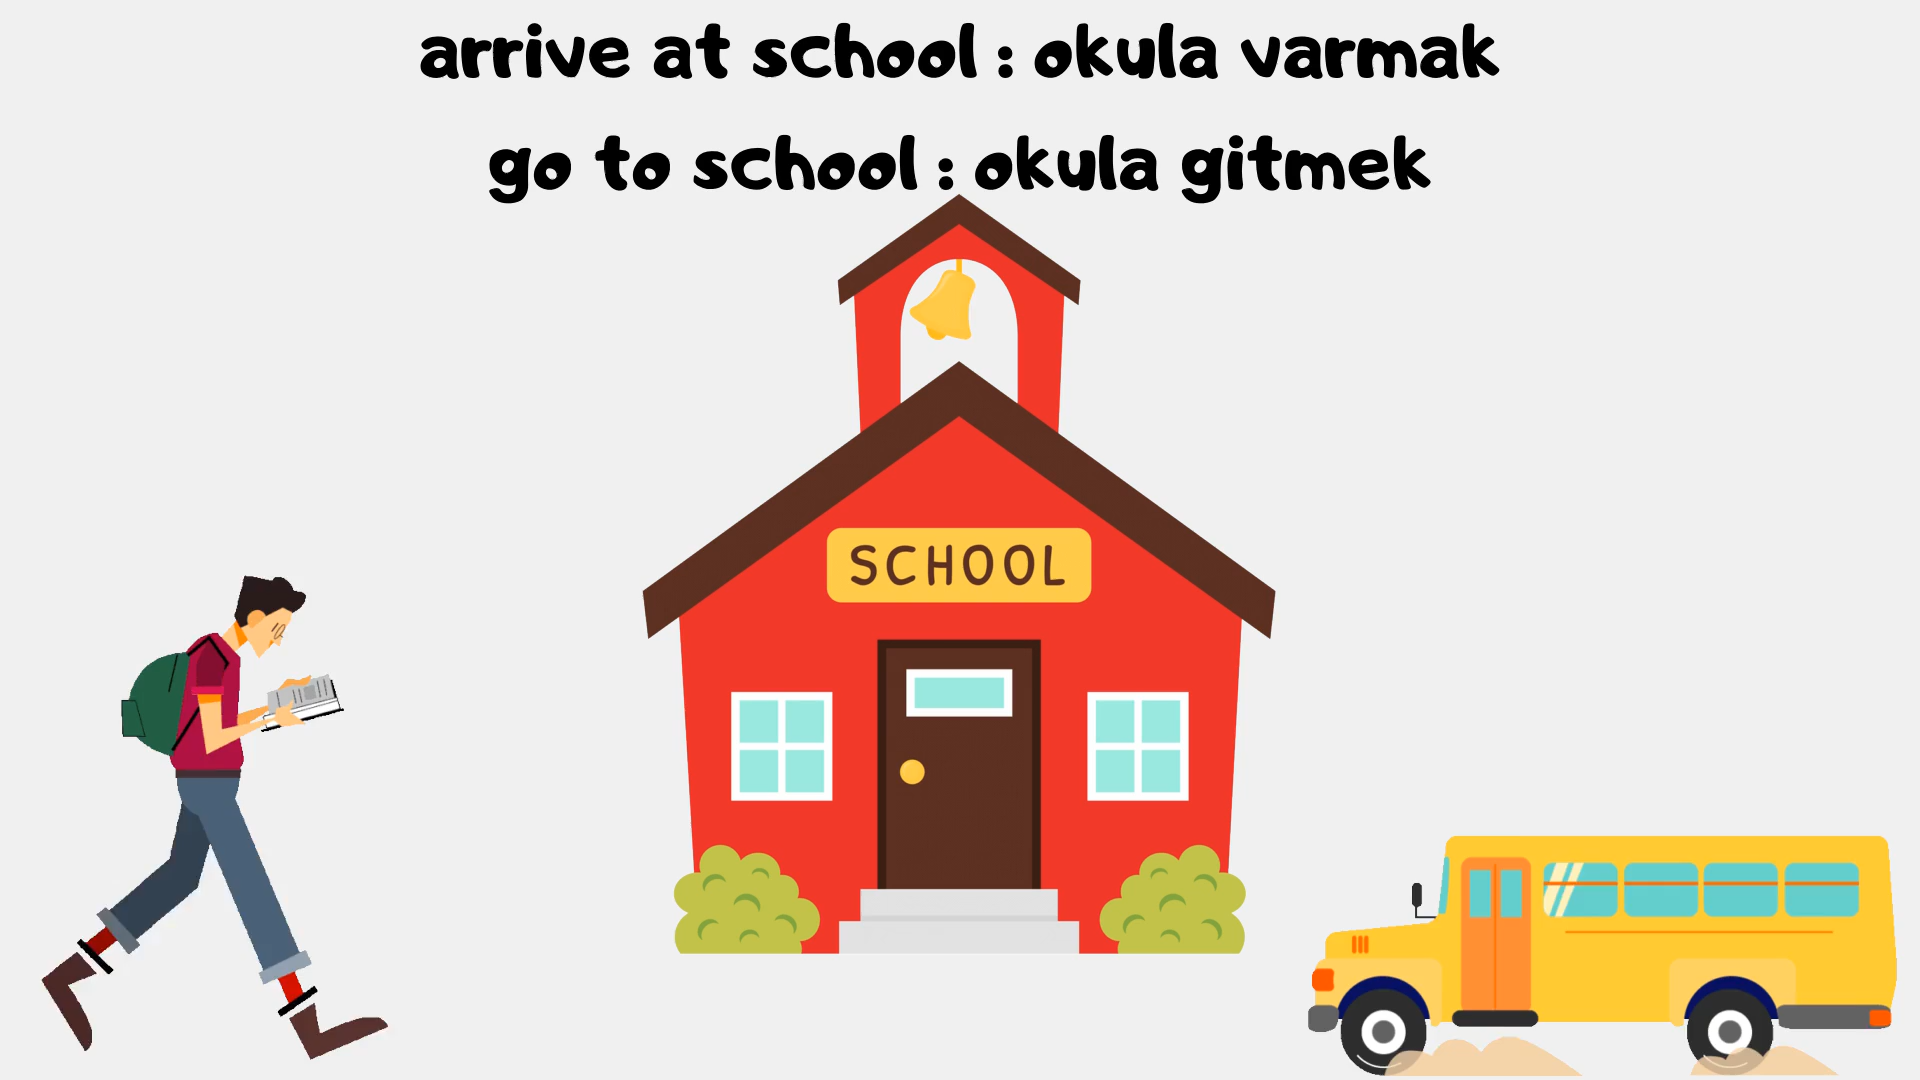 arrive at school : okula varmak
go to school : okula gitmek
SCHOOL